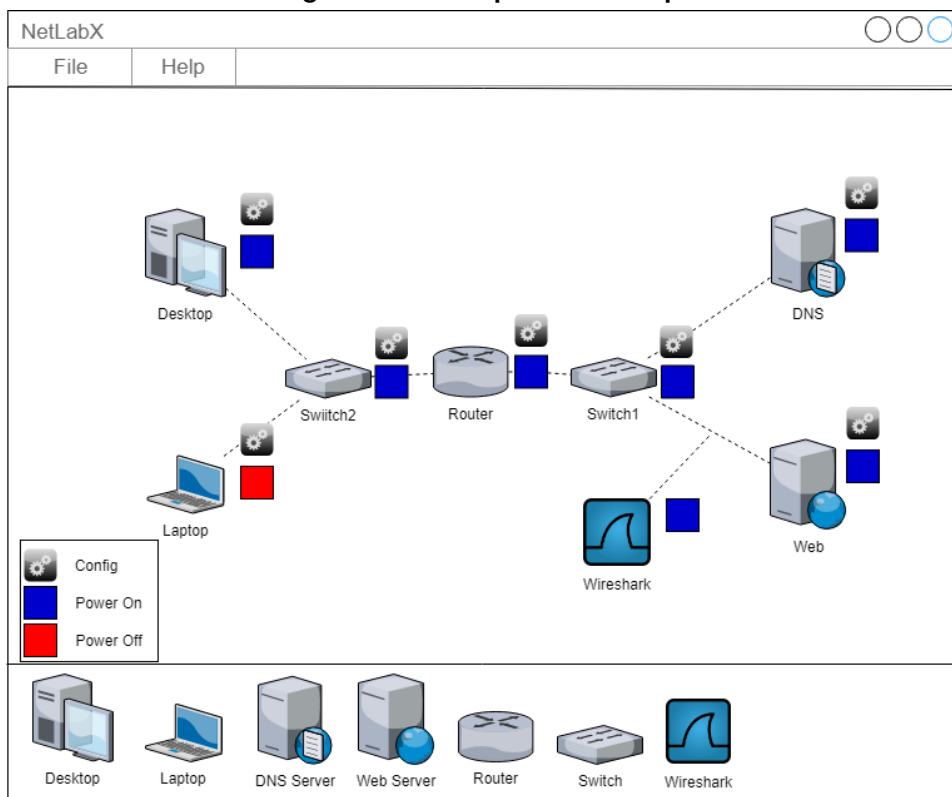 NetLabX
File Help
Desktop
DNS
Swiitch2
Router
Switch1
Laptop
Web
Wireshark
Config
Power On
Power Off
Desktop Laptop DNS Server Web Server Router Switch Wireshark